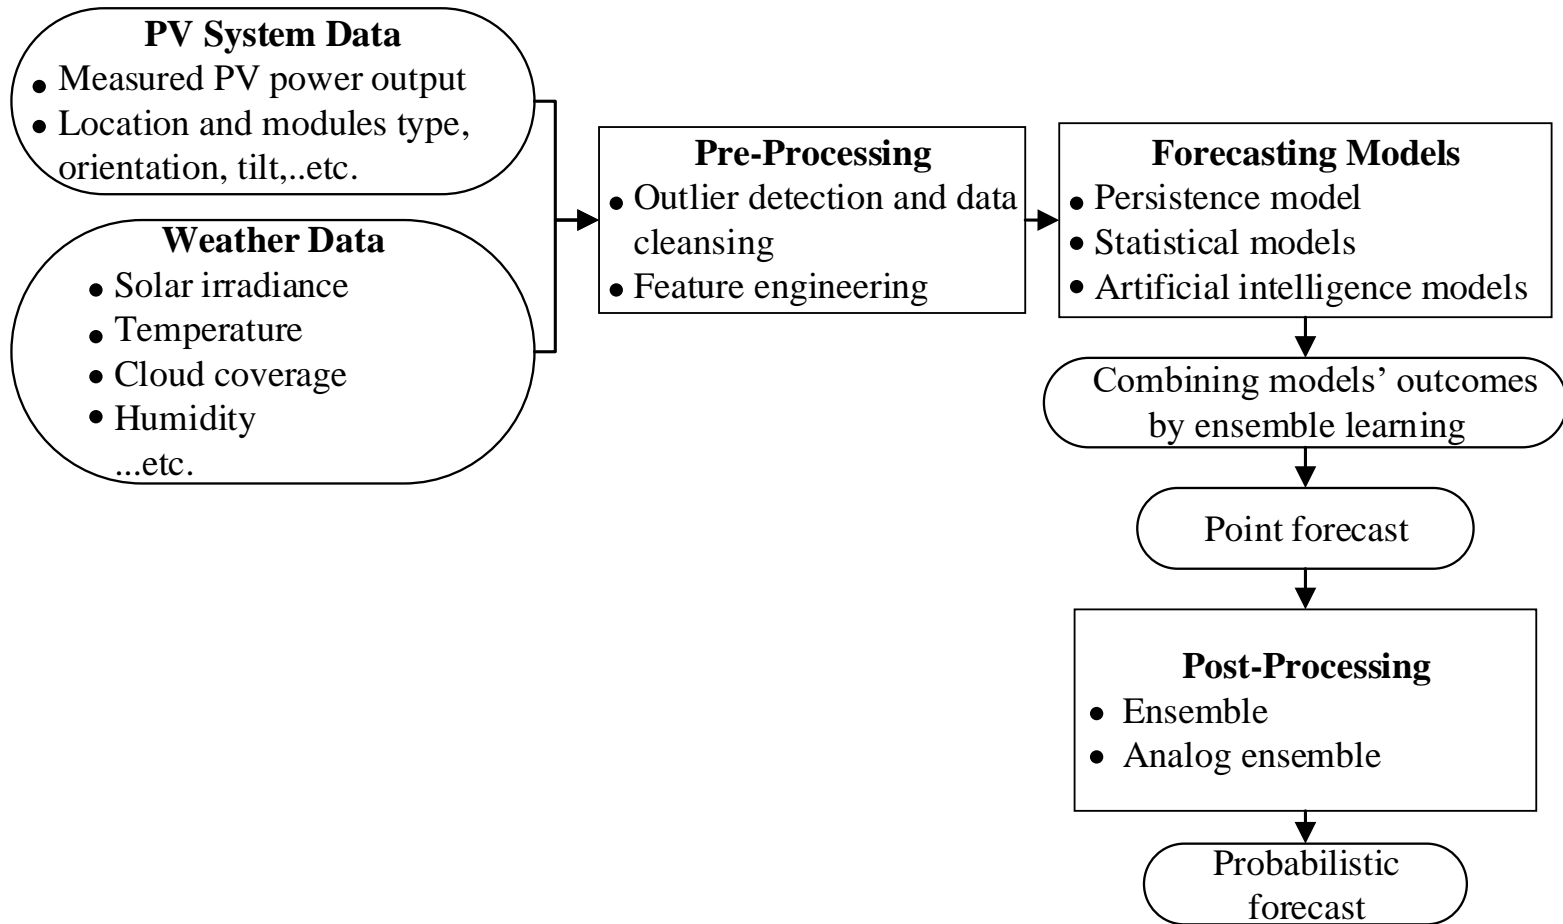 PV System Data
• Measured PV power output
• Location and modules type,
orientation, tilt,..etc.
Weather Data
• Solar irradiance
• Temperature
• Cloud coverage
• Humidity
...etc.
Pre-Processing
• Outlier detection and data
cleansing
• Feature engineering
Forecasting Models
• Persistence model
• Statistical models
• Artificial intelligence models
Combining models’ outcomes
by ensemble learning
Point forecast
Post-Processing
• Ensemble
• Analog ensemble
Probabilistic
forecast